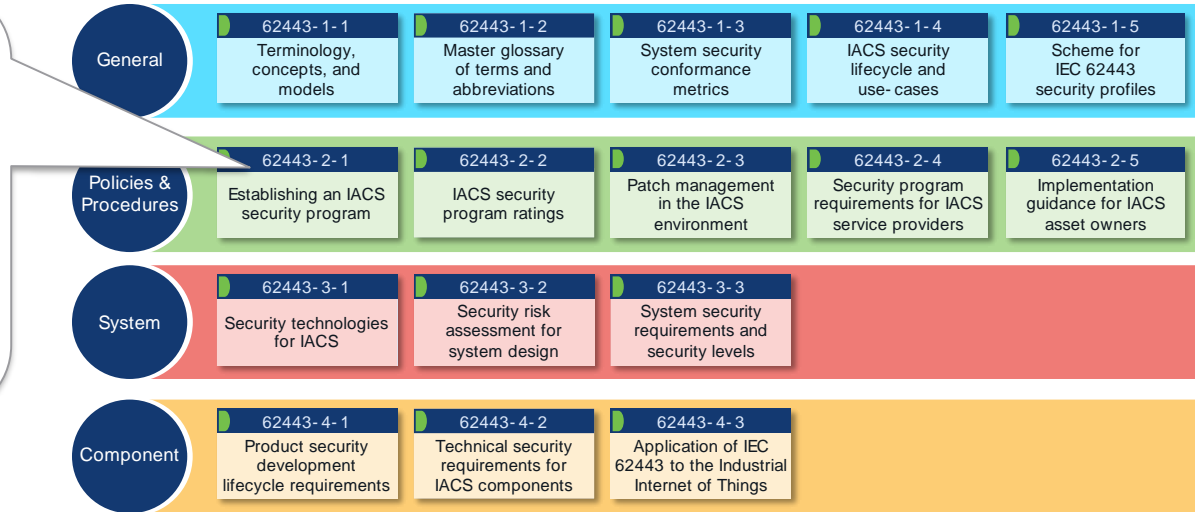 General
62443-1-1
Terminology,
concepts, and
models
62443-1-2
Master glossary
of terms and
abbreviations
62443-1-3
System security
conformance
metrics
62443-1-4
IACS security
lifecycle and
use-cases
62443-1-5
Scheme for
IEC 62443
security profiles
Policies &
Procedures
62443-2-1
Establishing an IACS
security program
62443-2-2
IACS security
program ratings
62443-2-3
Patch management
in the IACS
environment
62443-2-4
Security program
requirements for IACS
service providers
62443-2-5
Implementation
guidance for IACS
asset owners
System
62443-3-1
Security technologies
for IACS
62443-3-2
Security risk
assessment for
system design
62443-3-3
System security
requirements and
security levels
Component
62443-4-1
Product security
development
lifecycle requirements
62443-4-2
Technical security
requirements for
IACS components
62443-4-3
Application of IEC
62443 to the Industrial
Internet of Things